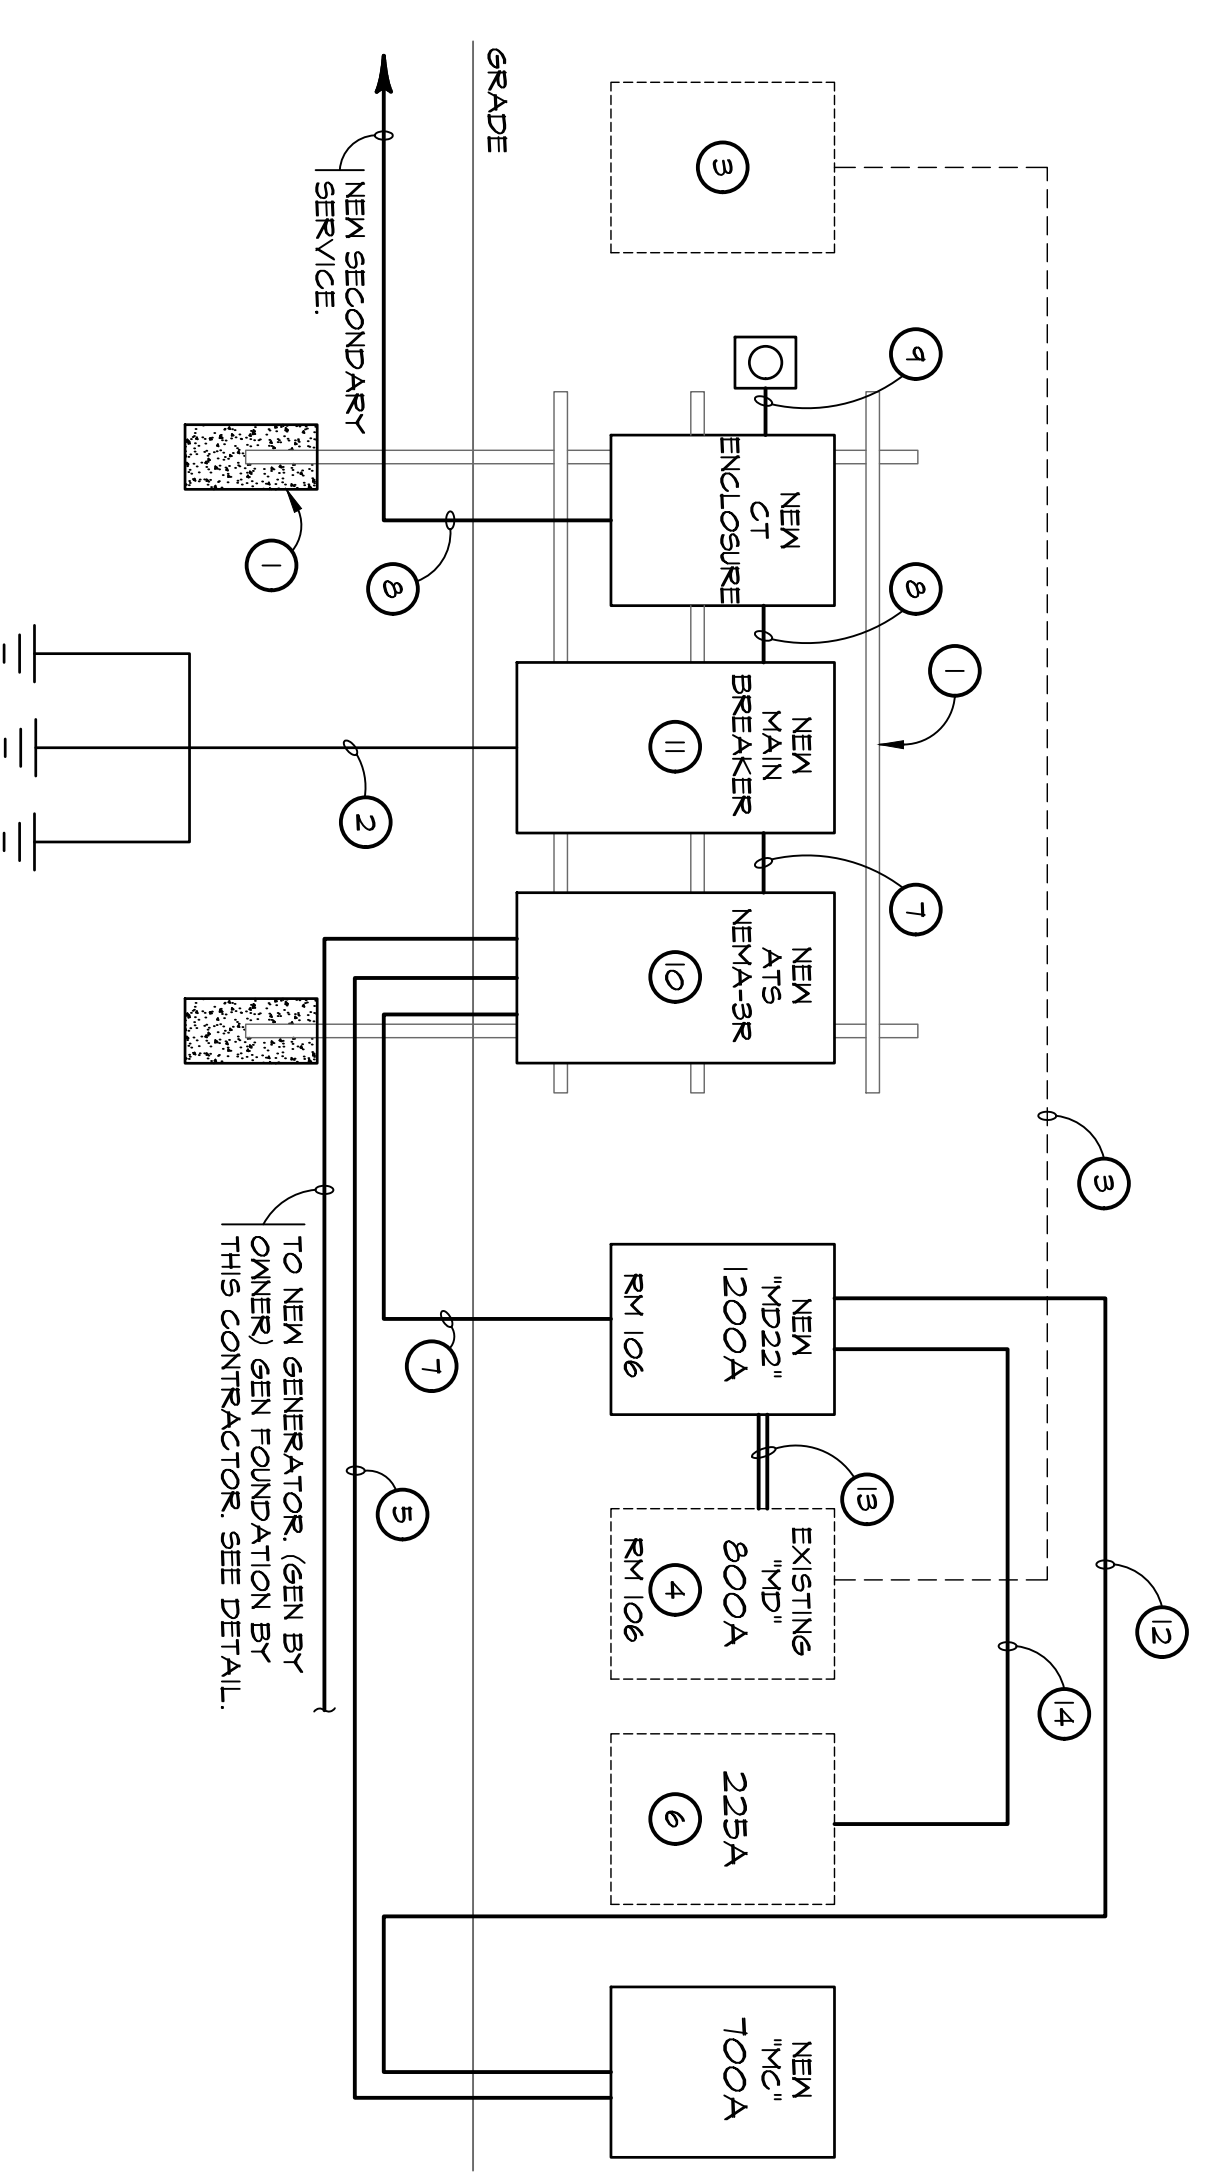 3
12
14
3
1
9
8
7
13
NEW
CT
ENCLOSURE
NEW
MAIN
BREAKER
11
NEW
ATS
NEMA-3R
10
NEW
"MD22"
1200A
RM 106
EXISTING
"MD"
800A
4
RM 106
225A
6
NEW
"MC"
700A
GRADE
NEW SECONDARY
SERVICE.
8
7
5
2
1
TO NEW GENERATOR. (GEN BY
OWNER) GEN FOUNDATION BY
THIS CONTRACTOR. SEE DETAIL.